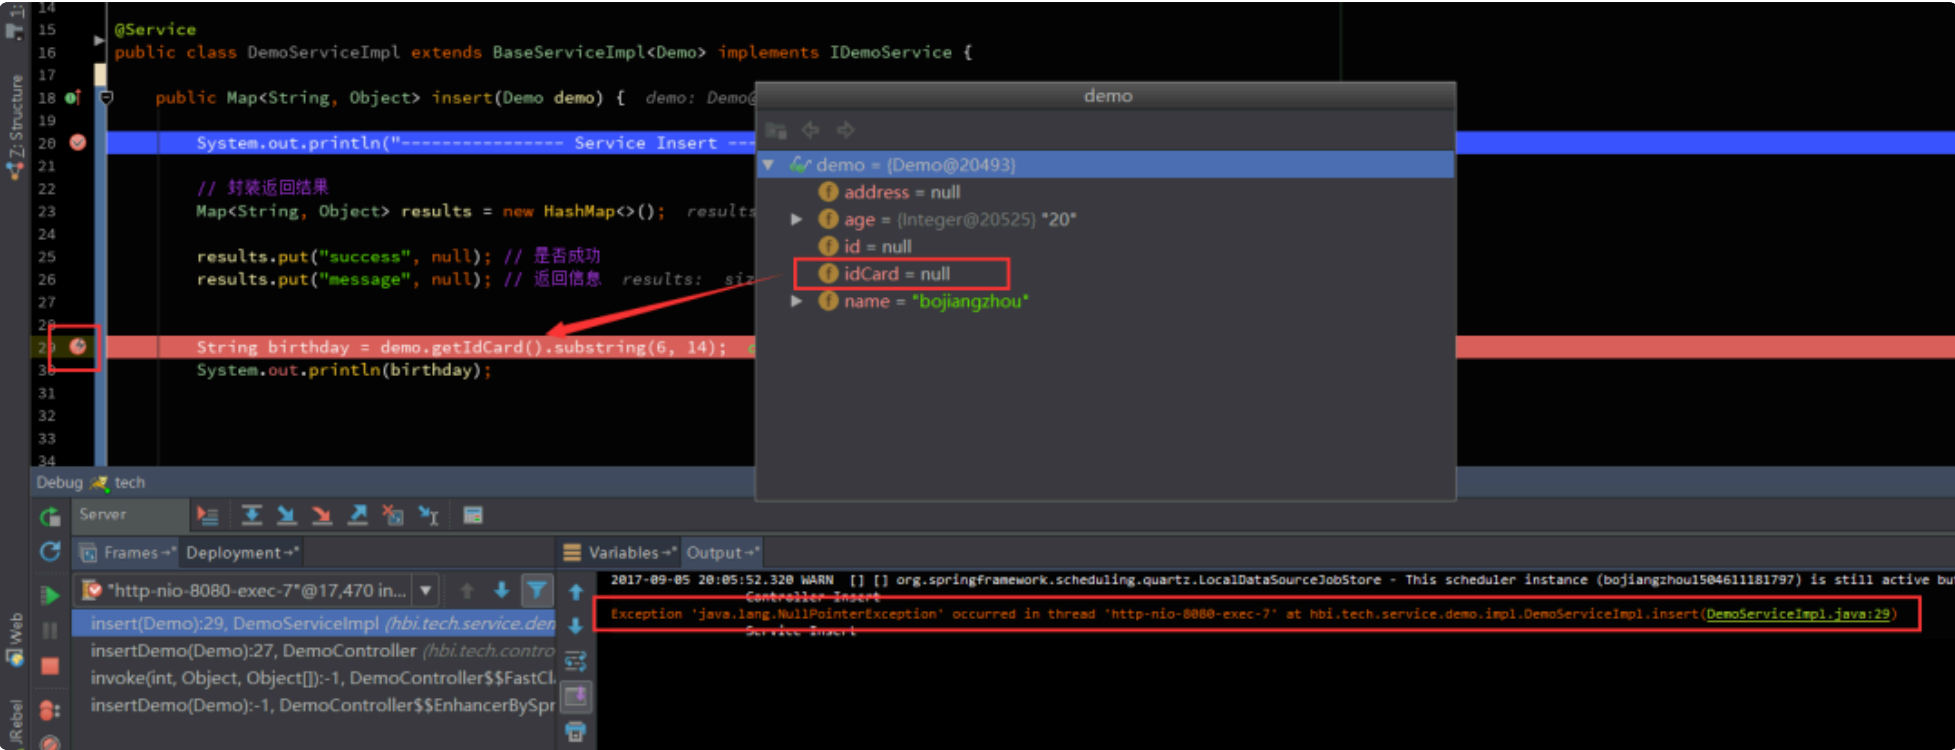 14
15 @Service
16 public class DemoServiceImpl extends BaseServiceImpl<Demo> implements IDemoService {
17
18 public Map<String, Object> insert(Demo demo) { demo: Demo@
19
20 System.out.println("---------------- Service Insert ---
21
22 // 封装返回结果
23 Map<String, Object> results = new HashMap<>(); results
24
25 results.put("success", null); // 是否成功
26 results.put("message", null); // 返回信息 results: siz
27
28
29 String birthday = demo.getIdCard().substring(6, 14);
30 System.out.println(birthday);
31
32
33
34
1:
Z: Structure
Web
JRebel
demo
demo = {Demo@20493}
address = null
age = {Integer@20525} "20"
id = null
idCard = null
name = "bojiangzhou"
Debug tech
Server
Frames Deployment
Variables Output
"http-nio-8080-exec-7"@17,470 in...
insert(Demo):29, DemoServiceImpl (hbi.tech.service.den
insertDemo(Demo):27, DemoController (hbi.tech.contro
invoke(int, Object, Object[]):-1, DemoController$$FastCl
insertDemo(Demo):-1, DemoController$$EnhancerBySpr
2017-09-05 20:05:52.320 WARN [] [] org.springframework.scheduling.quartz.LocalDataSourceJobStore - This scheduler instance (bojiangzhou1504611181797) is still active bu
Controller Insert
Exception 'java.lang.NullPointerException' occurred in thread 'http-nio-8080-exec-7' at hbi.tech.service.demo.impl.DemoServiceImpl.insert(DemoServiceImpl.java:29)
Service Insert